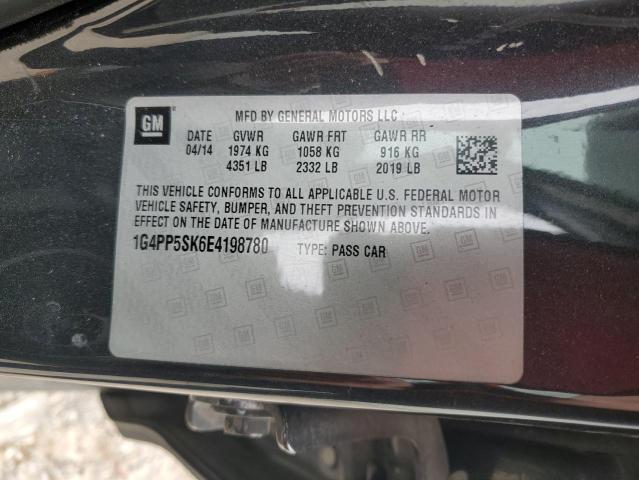 GM
MFD BY GENERAL MOTORS LLC
DATE GVWR GAWR FRT GAWR RR
04/14 1974 KG 1058 KG 916 KG
4351 LB 2332 LB 2019 LB
THIS VEHICLE CONFORMS TO ALL APPLICABLE U.S. FEDERAL MOTOR
VEHICLE SAFETY, BUMPER, AND THEFT PREVENTION STANDARDS IN
EFFECT ON THE DATE OF MANUFACTURE SHOWN ABOVE.
1G4PP5SK6E4198780 TYPE: PASS CAR